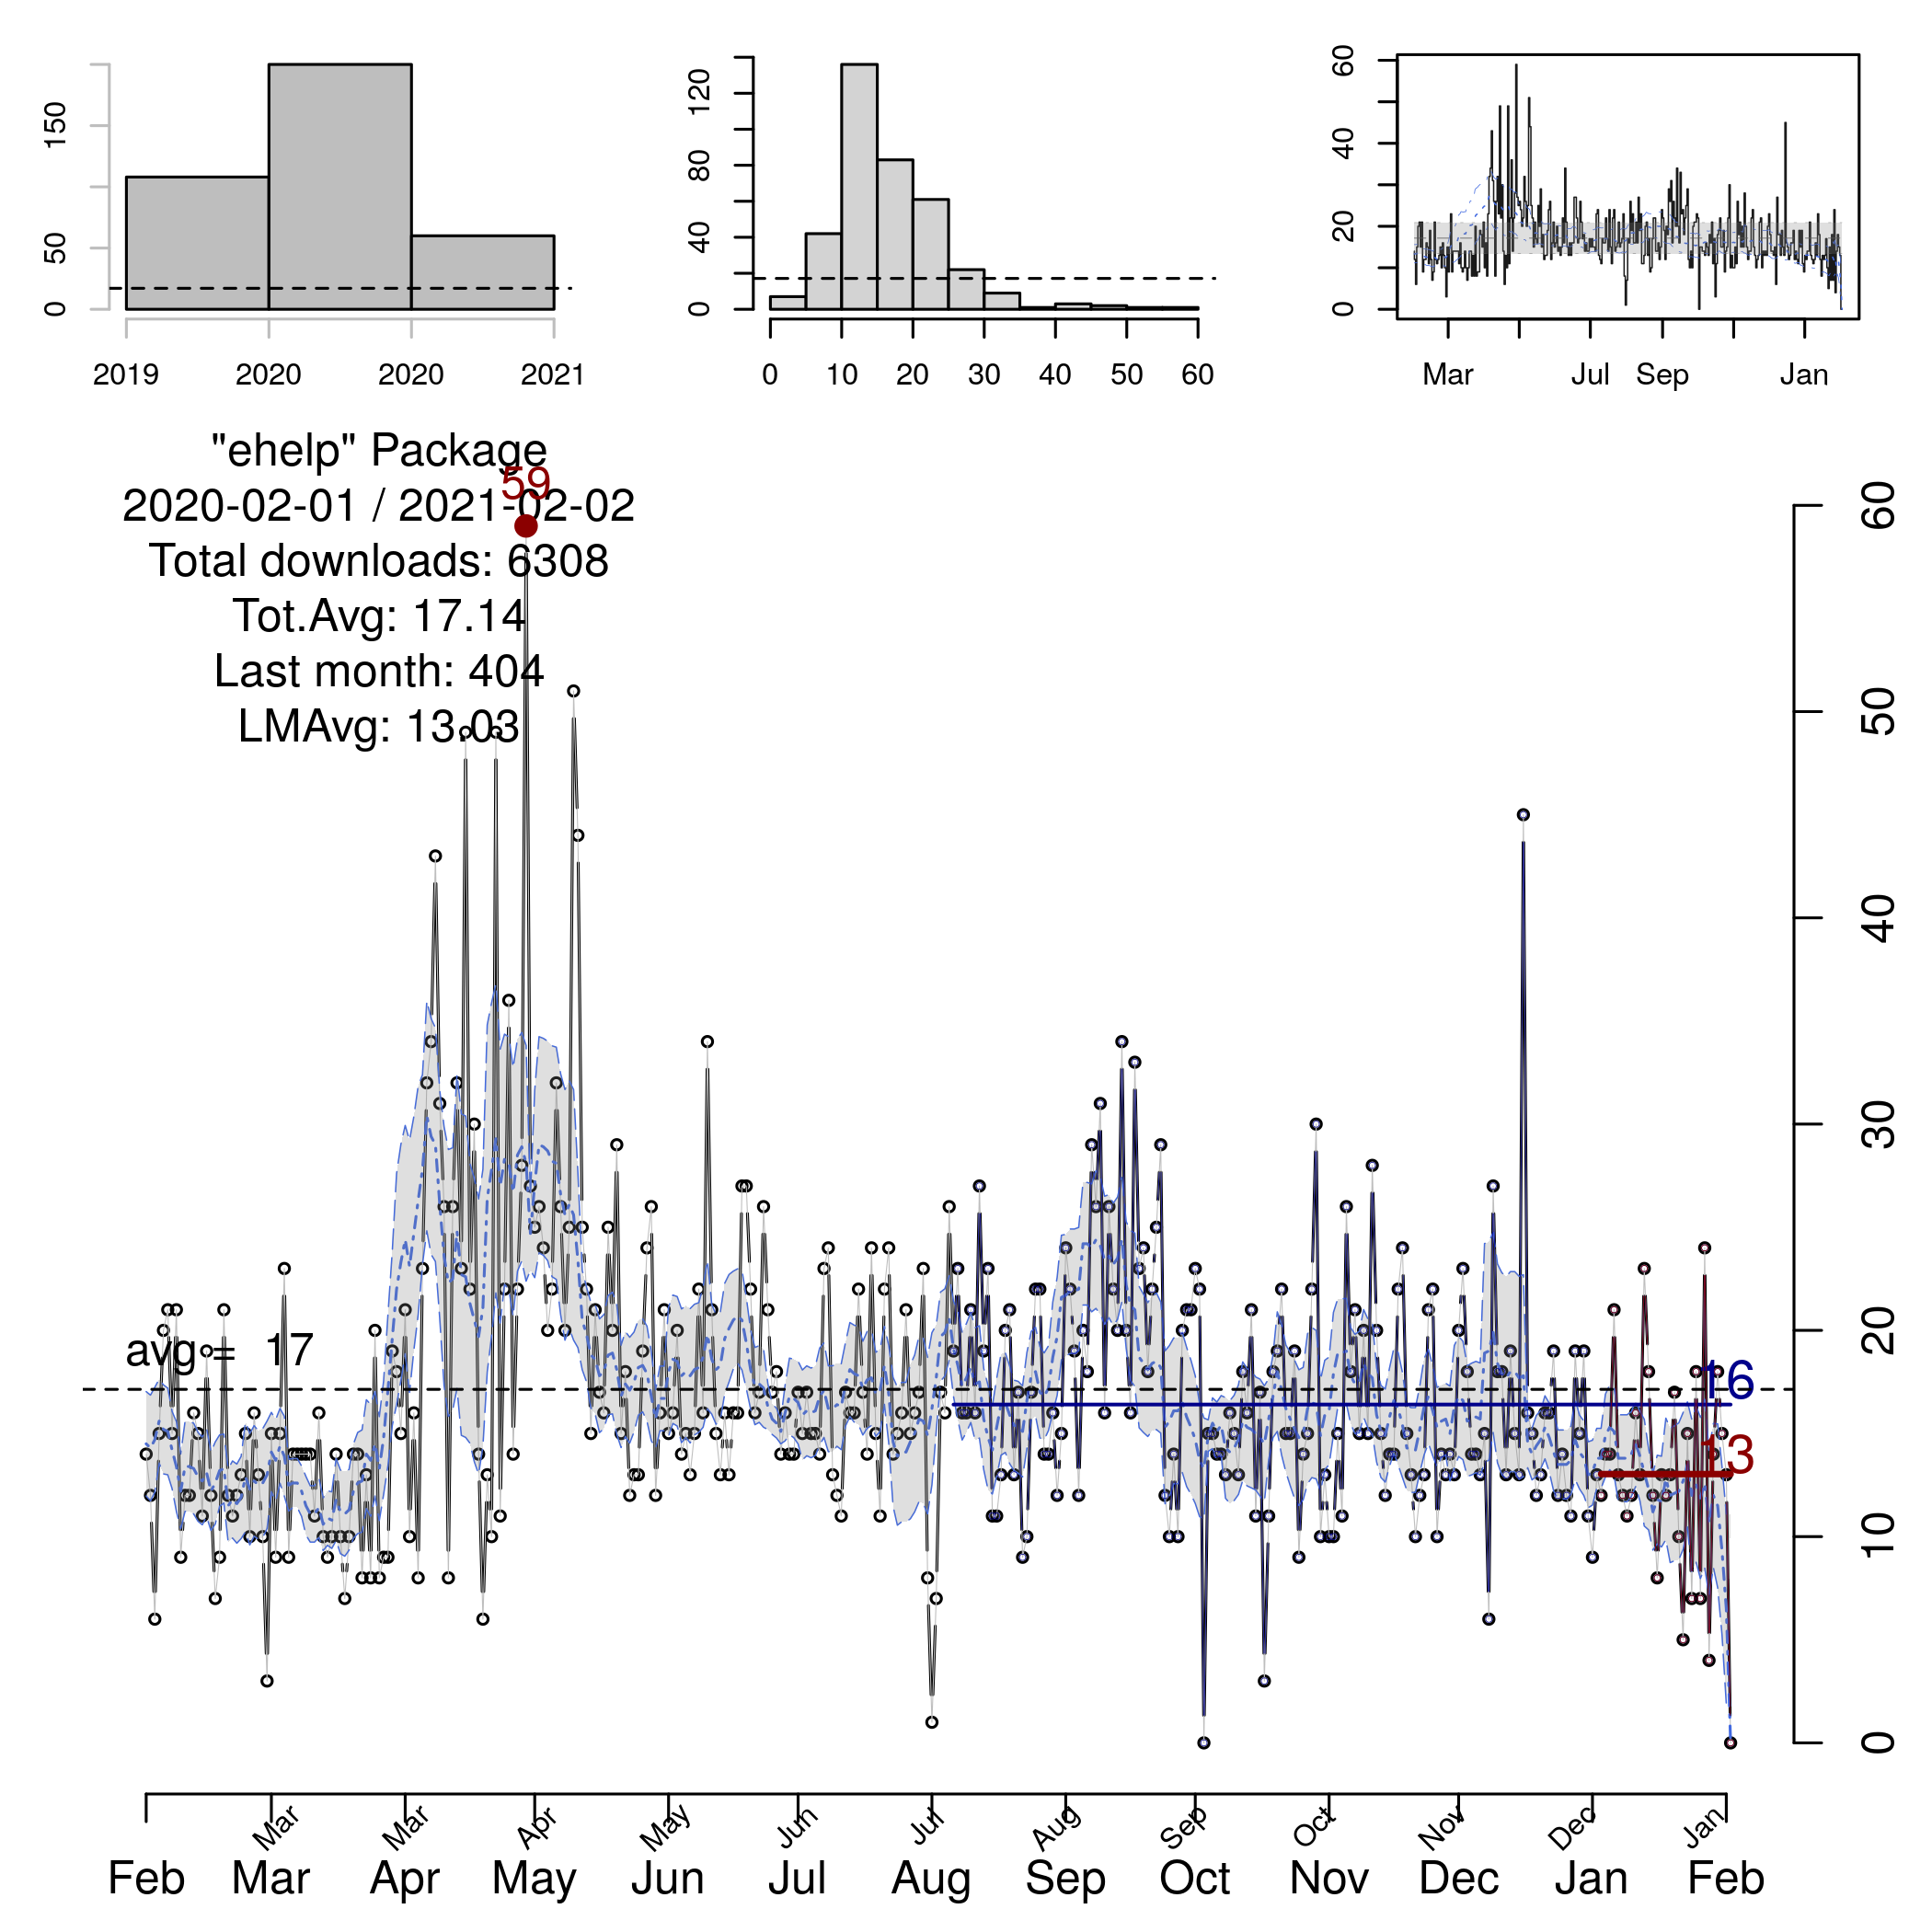 150
50
0
2019 2020 2020 2021
120
80
40
0
0 10 20 30 40 50 60
60
40
20
0
Mar Jul Sep Jan
"ehelp" Package
59
2020-02-01 / 2021-02-02
Total downloads: 6308
Tot.Avg: 17.14
Last month: 404
LMAvg: 13.03
avg = 17
16
13
60
50
40
30
20
10
0
Mar Mar Apr May Jun Jul Aug Sep Oct Nov Dec Jan
Feb Mar Apr May Jun Jul Aug Sep Oct Nov Dec Jan Feb